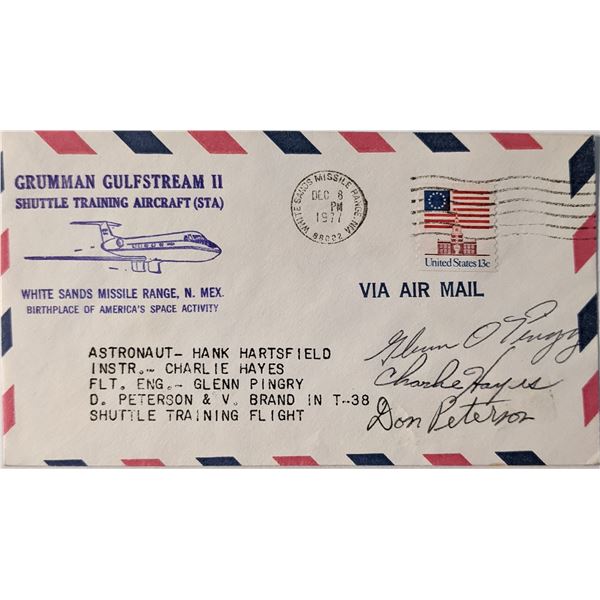 GRUMMAN GULFSTREAM II
SHUTTLE TRAINING AIRCRAFT (STA)
WHITE SANDS MISSILE RANGE, N. MEX.
BIRTHPLACE OF AMERICA'S SPACE ACTIVITY
WHITE SANDS MISSILE RANGE NM
DEC 8
PM
1977
88002
United States 13c
VIA AIR MAIL
ASTRONAUT- HANK HARTSFIELD
INSTR.- CHARLIE HAYES
FLT. ENG.- GLENN PINGRY
D. PETERSON & V. BRAND IN T-38
SHUTTLE TRAINING FLIGHT
Glenn O Pingry
Charlie Hayes
Don Peterson